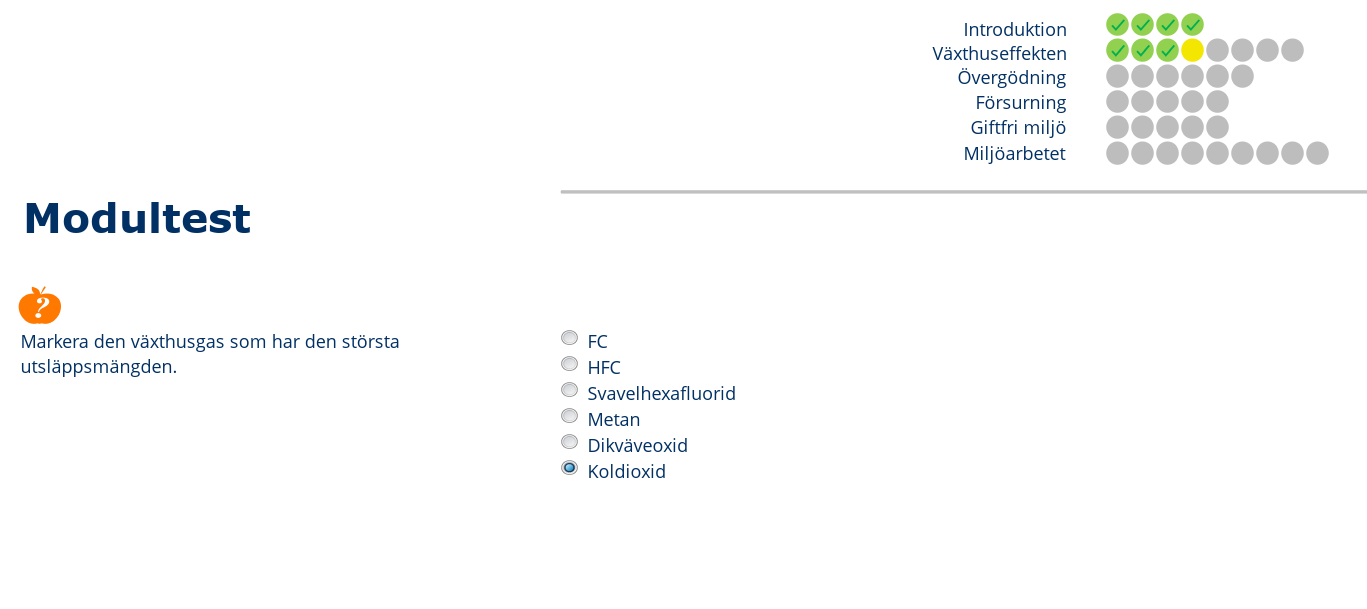 Introduktion
Växthuseffekten
Övergödning
Försurning
Giftfri miljö
Miljöarbetet
Modultest
?
Markera den växthusgas som har den största
utsläppsmängden.
FC
HFC
Svavelhexafluorid
Metan
Dikväveoxid
Koldioxid